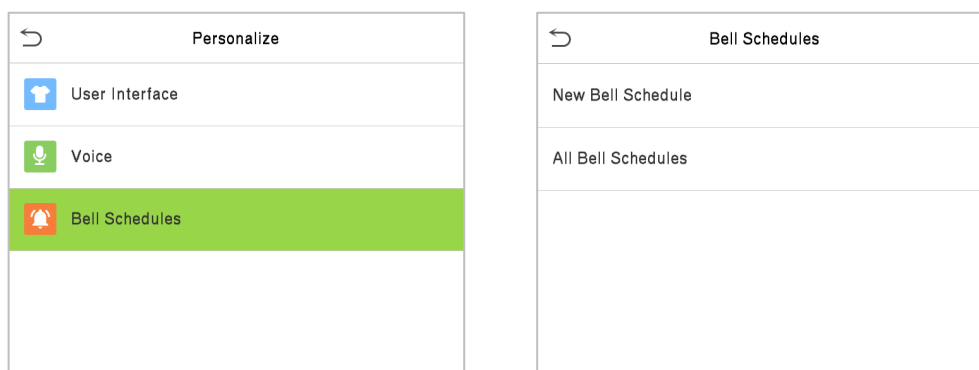 Personalize
User Interface
Voice
Bell Schedules
Bell Schedules
New Bell Schedule
All Bell Schedules